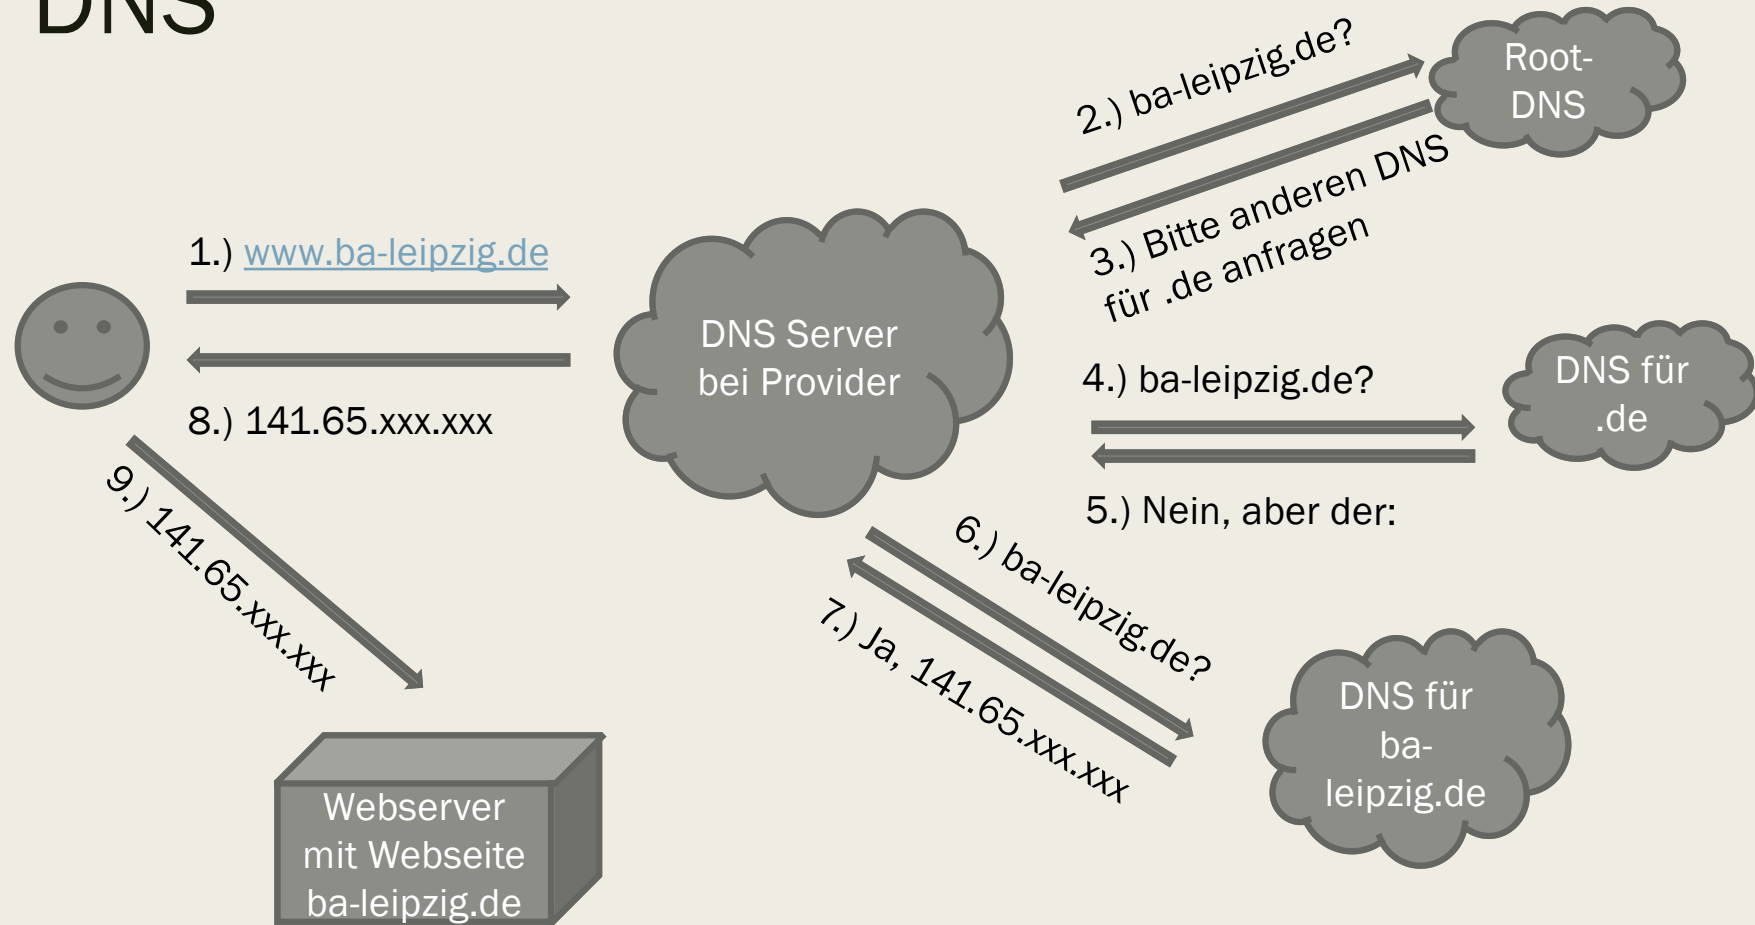 DNS
2.) ba-leipzig.de?
Root-
DNS
3.) Bitte anderen DNS
für .de anfragen
1.) www.ba-leipzig.de
DNS Server
bei Provider
8.) 141.65.xxx.xxx
4.) ba-leipzig.de?
DNS für
.de
5.) Nein, aber der:
9.) 141.65.xxx.xxx
6.) ba-leipzig.de?
7.) Ja, 141.65.xxx.xxx
DNS für
ba-
leipzig.de
Webserver
mit Webseite
ba-leipzig.de